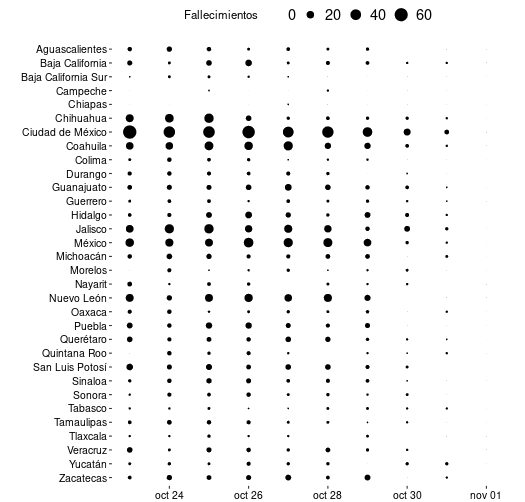 Fallecimientos 0 20 40 60
Aguascalientes
Baja California
Baja California Sur
Campeche
Chiapas
Chihuahua
Ciudad de México
Coahuila
Colima
Durango
Guanajuato
Guerrero
Hidalgo
Jalisco
México
Michoacán
Morelos
Nayarit
Nuevo León
Oaxaca
Puebla
Querétaro
Quintana Roo
San Luis Potosí
Sinaloa
Sonora
Tabasco
Tamaulipas
Tlaxcala
Veracruz
Yucatán
Zacatecas
oct 24 oct 26 oct 28 oct 30 nov 01